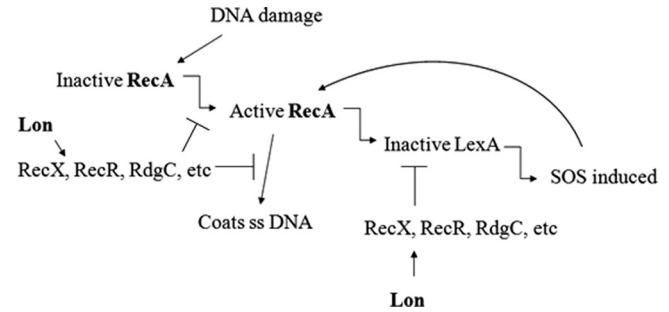 DNA damage
Inactive RecA
Active RecA
Lon
Inactive LexA
RecX, RecR, RdgC, etc
SOS induced
Coats ss DNA
RecX, RecR, RdgC, etc
Lon